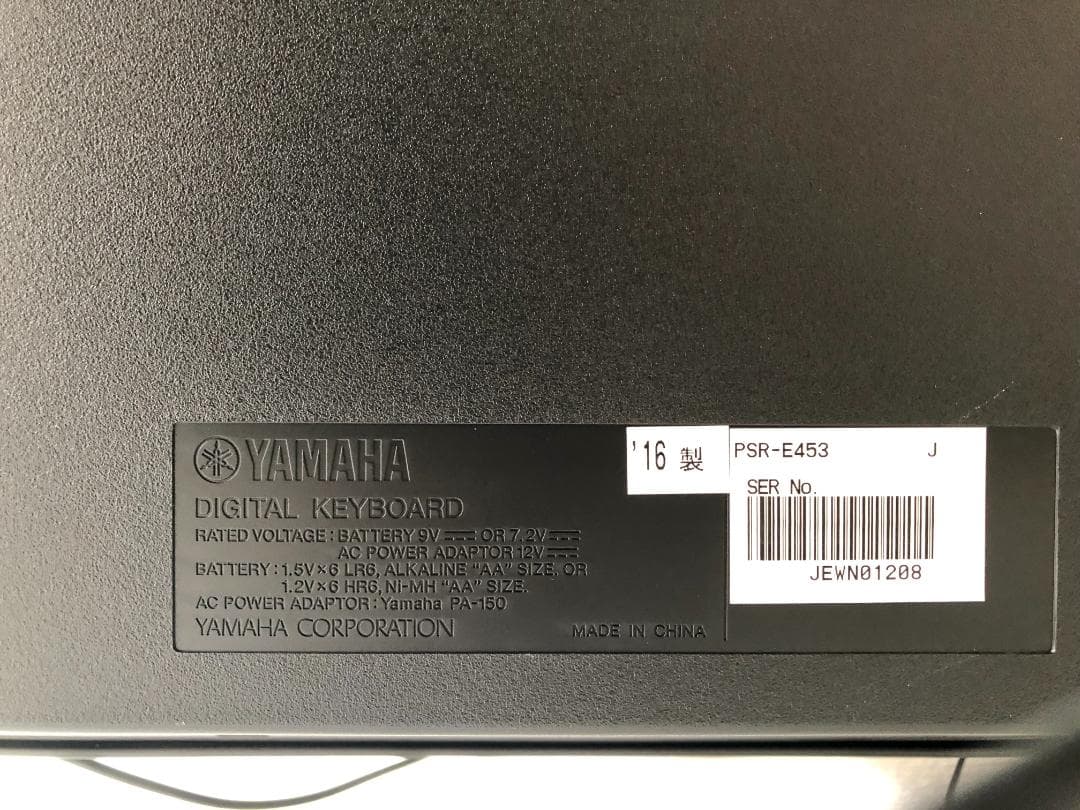 YAMAHA
DIGITAL KEYBOARD
RATED VOLTAGE : BATTERY 9V ⎓ OR 7.2V ⎓
AC POWER ADAPTOR 12V ⎓
BATTERY : 1.5V×6 LR6, ALKALINE "AA" SIZE, OR
1.2V×6 HR6, Ni-MH "AA" SIZE.
AC POWER ADAPTOR : Yamaha PA-150
YAMAHA CORPORATION
MADE IN CHINA
'16 製
PSR-E453 J
SER No.
JEWN01208